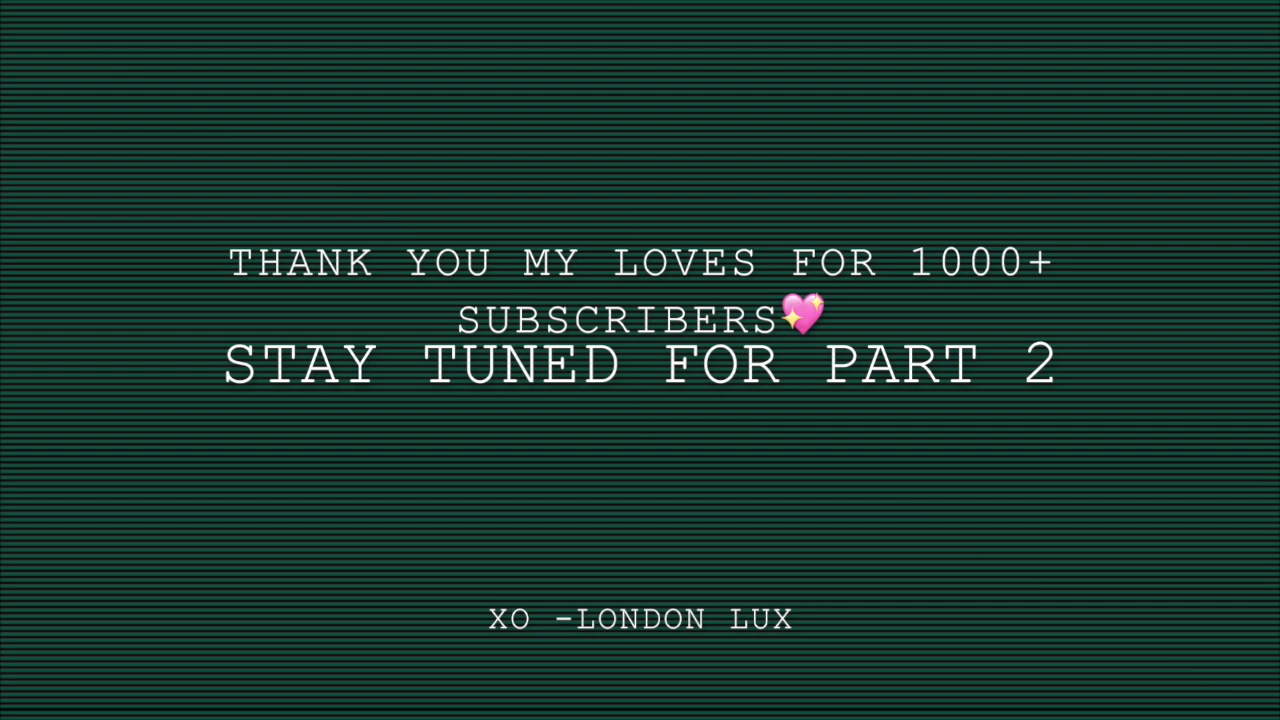 THANK YOU MY LOVES FOR 1000+
SUBSCRIBERS💖
STAY TUNED FOR PART 2
XO -LONDON LUX